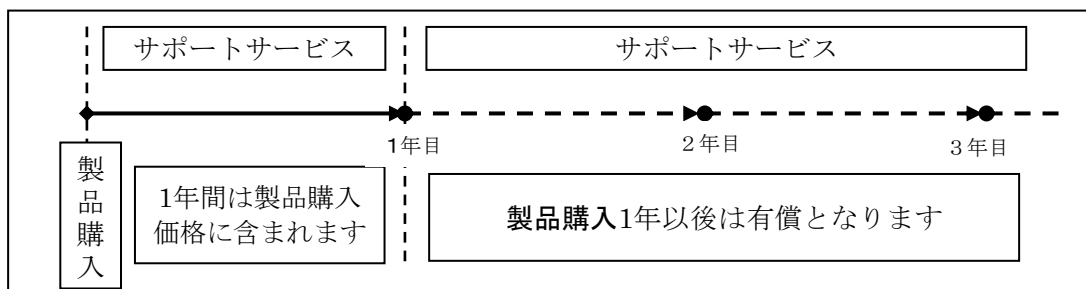 サポートサービス
サポートサービス
1年目
２年目
３年目
製品購入
1年間は製品購入
価格に含まれます
製品購入1年以後は有償となります